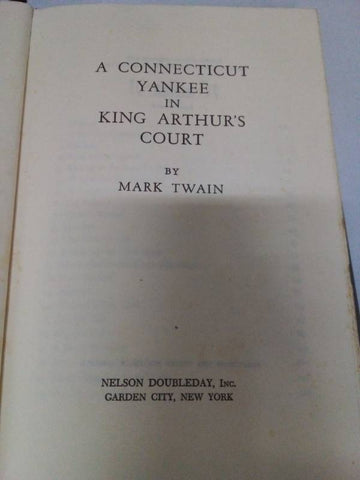 A CONNECTICUT
YANKEE
IN
KING ARTHUR'S
COURT
BY
MARK TWAIN
NELSON DOUBLEDAY, INC.
GARDEN CITY, NEW YORK